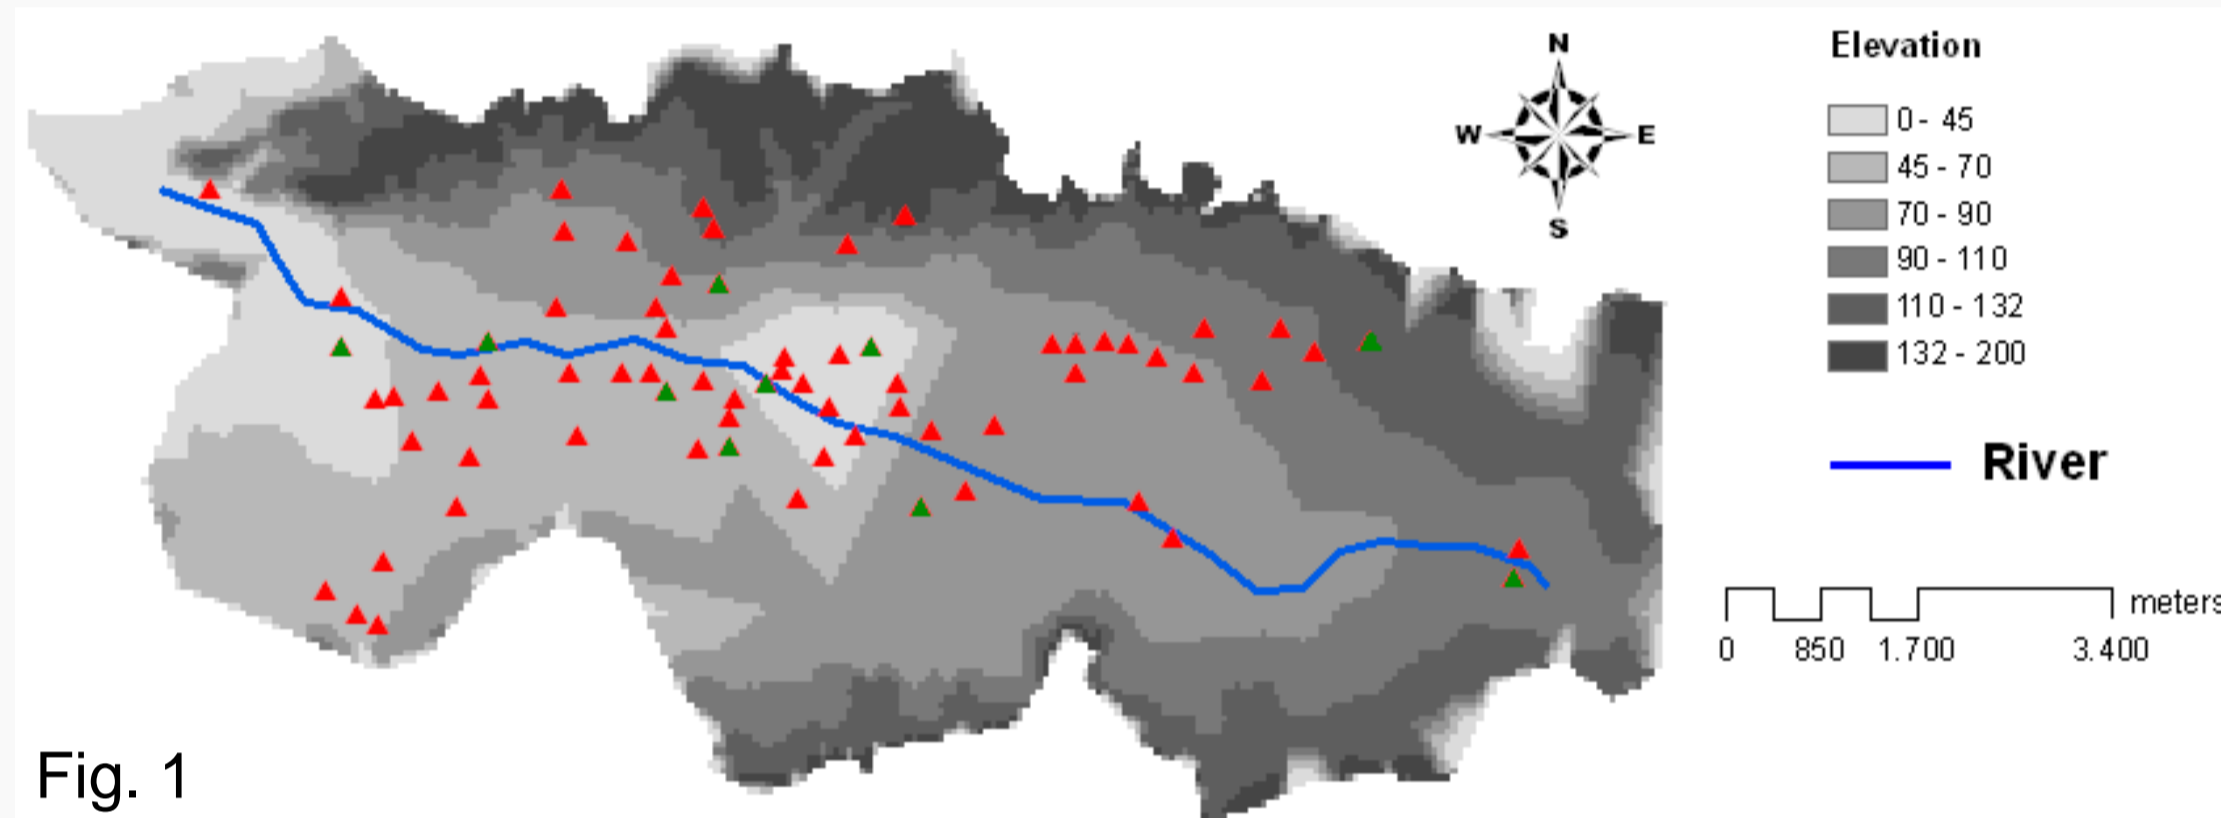 N
W E
S
Elevation
0 - 45
45 - 70
70 - 90
90 - 110
110 - 132
132 - 200
River
meters
0 850 1.700 3.400
Fig. 1